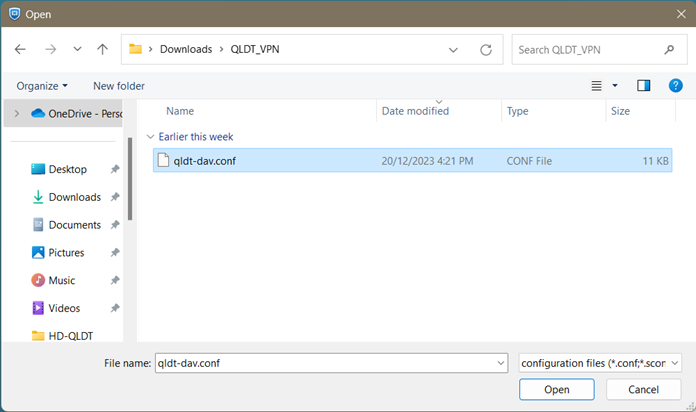 Open
Downloads > QLDT_VPN
Search QLDT_VPN
Organize New folder
?
OneDrive - Perso
Desktop
Downloads
Documents
Pictures
Music
Videos
HD-QLDT
Name Date modified Type Size
Earlier this week
qldt-dav.conf 20/12/2023 4:21 PM CONF File 11 KB
File name: qldt-dav.conf configuration files (*.conf;*.scon
Open Cancel